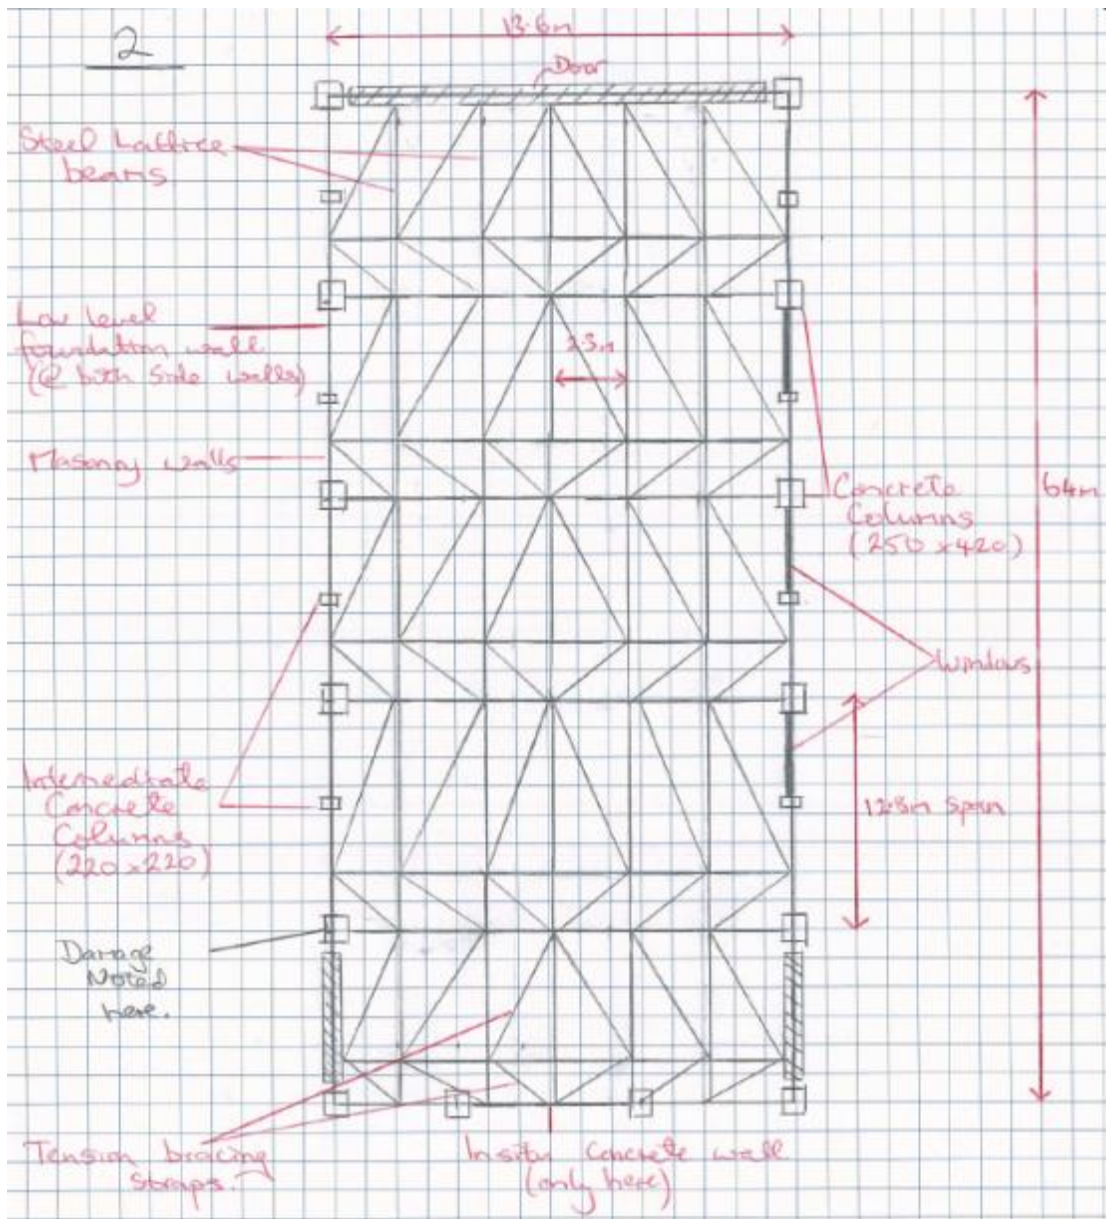 2
13.6m
Door
Steel Lattice
beams
Low level
foundation wall
(@ both side walls)
2.3m
Masonry walls
Concrete
Columns
(250 x 420)
64m
Windows
Intermediate
Concrete
Columns
(220 x 220)
12.8m span
Damage
Noted
here.
Tension bracing
straps.
Insitu Concrete wall
(only here)